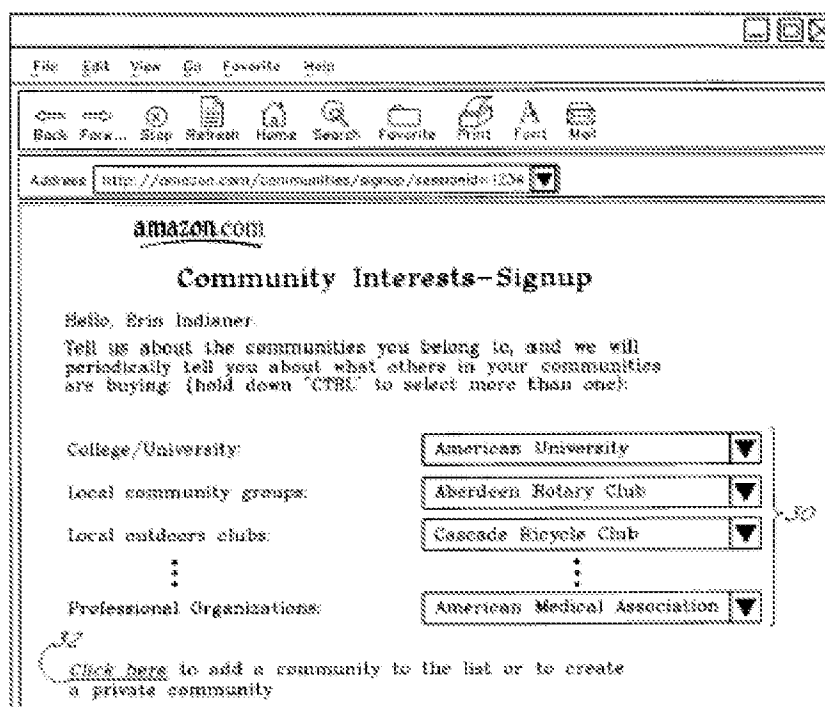 File Edit View Go Favorite Help
Back Forw... Stop Refresh Home Search Favorite Print Font Mail
Address http://amazon.com/communities/signup/sessionid=1234
amazon.com
Community Interests-Signup
Hello, Erin Indianer.
Tell us about the communities you belong to, and we will
periodically tell you about what others in your communities
are buying: (hold down "CTRL" to select more than one):
College/University: American University
Local community groups: Aberdeen Rotary Club
Local outdoors clubs: Cascade Bicycle Club
30
Professional Organizations: American Medical Association
32
Click here to add a community to the list or to create
a private community